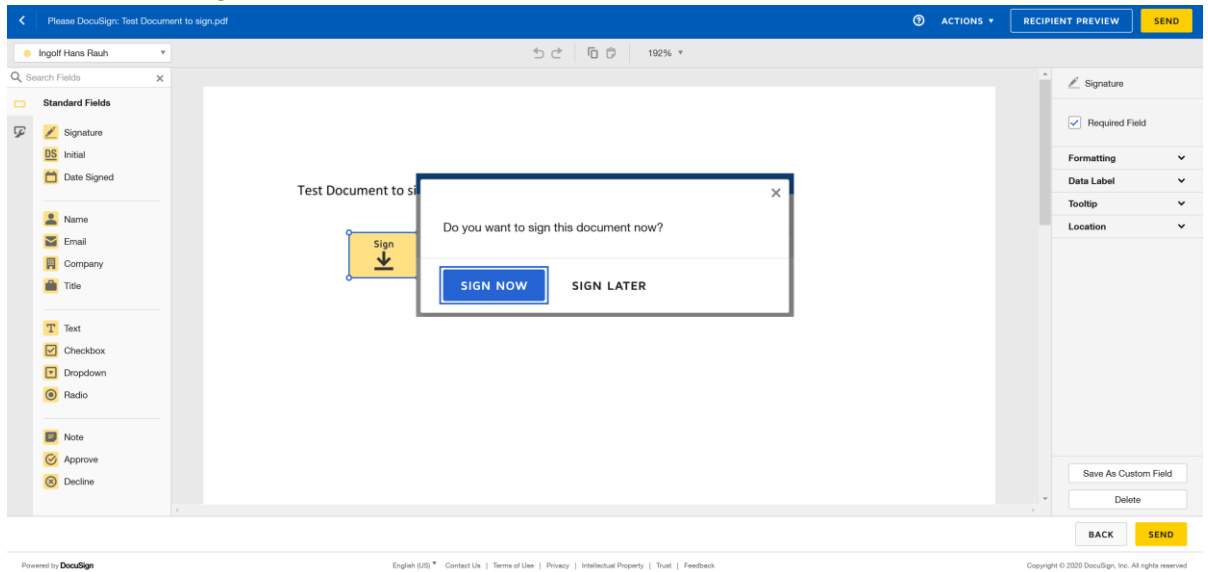 Please DocuSign: Test Document to sign.pdf
ACTIONS
RECIPIENT PREVIEW
SEND
Ingolf Hans Rauh
192%
Search Fields
Standard Fields
Signature
DS Initial
Date Signed
Name
Email
Company
Title
T Text
Checkbox
Dropdown
Radio
Note
Approve
Decline
Test Document to si
Sign
Do you want to sign this document now?
SIGN NOW SIGN LATER
Signature
Required Field
Formatting
Data Label
Tooltip
Location
Save As Custom Field
Delete
BACK SEND
Powered by DocuSign
English (US) Contact Us | Terms of Use | Privacy | Intellectual Property | Trust | Feedback
Copyright © 2020 DocuSign, Inc. All rights reserved